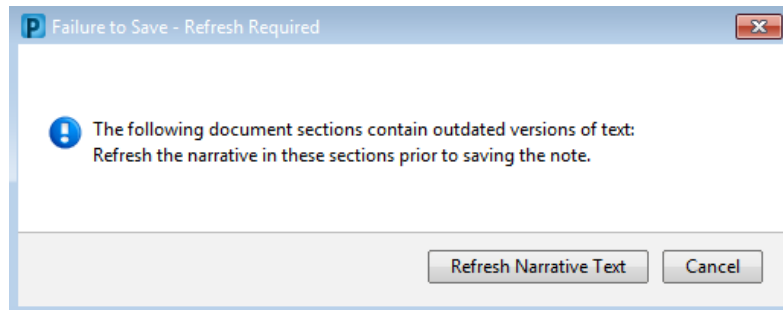 P Failure to Save - Refresh Required
The following document sections contain outdated versions of text:
Refresh the narrative in these sections prior to saving the note.
Refresh Narrative Text Cancel